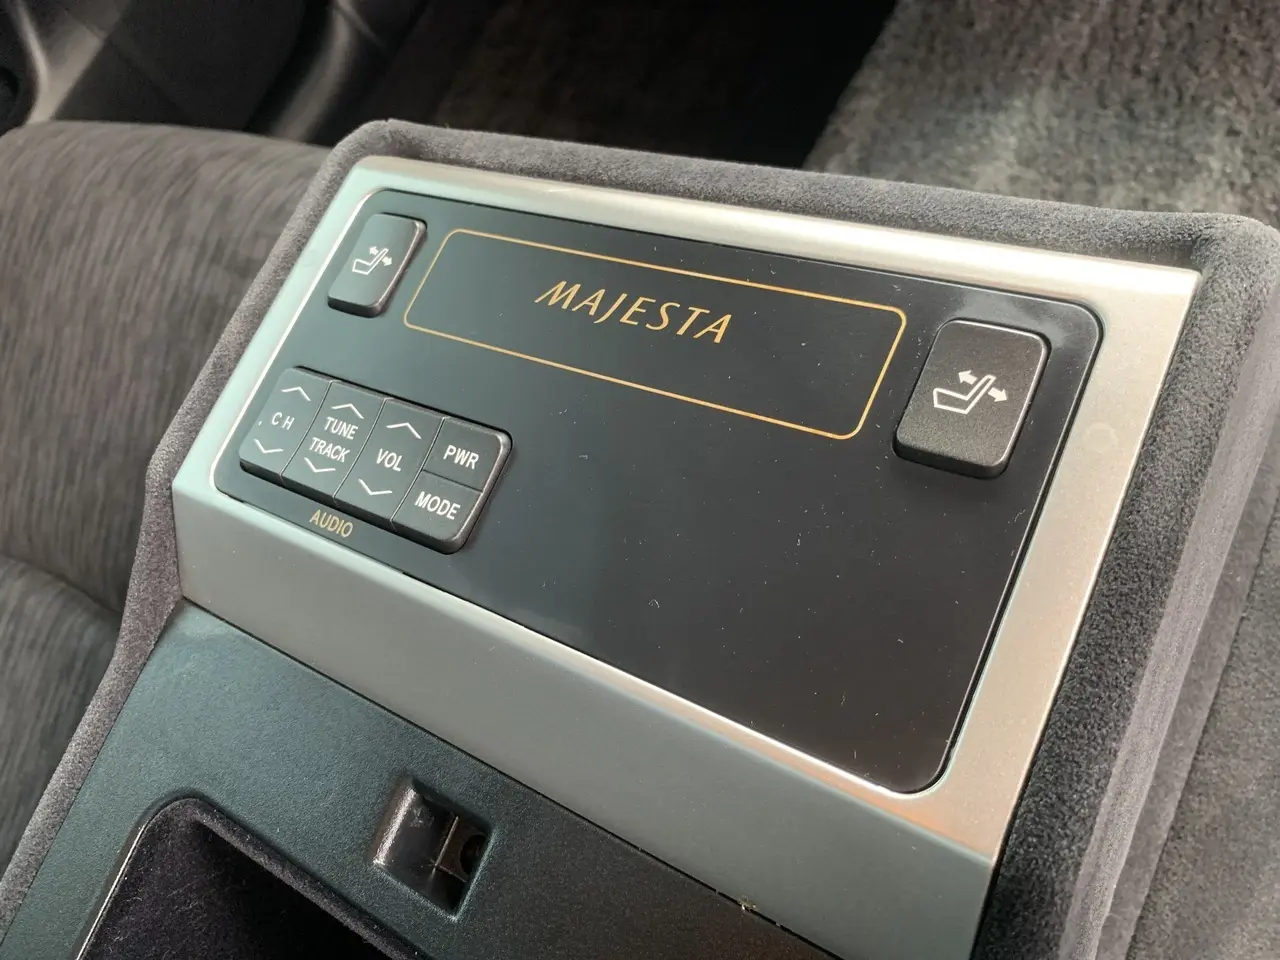 MAJESTA
CH
TUNE
TRACK
VOL
PWR
MODE
AUDIO